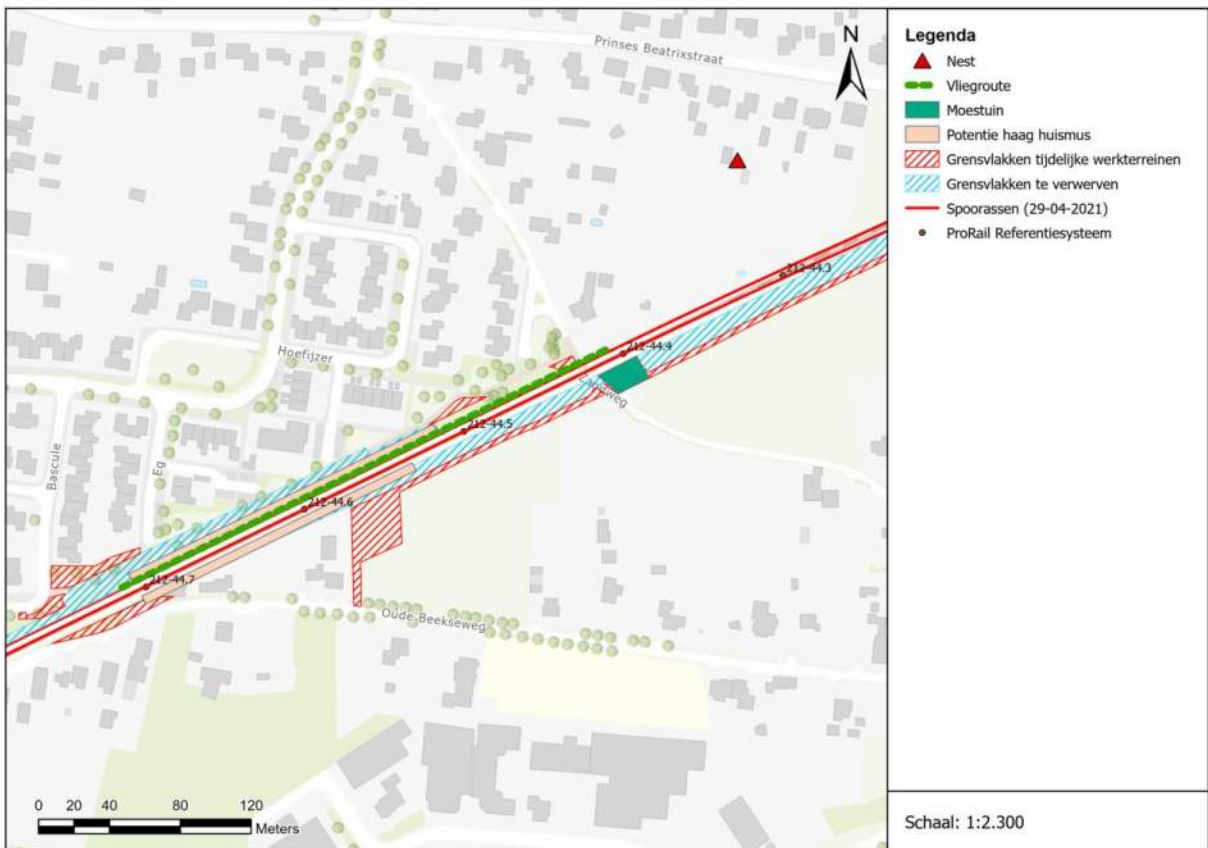 Prinses Beatrixstraat
N
212-44.3
212-44.4
Hoefijzer
Landweg
212-44.5
Bascule
Eg
212-44.6
212-44.7
Oude Beekseweg
0 20 40 80 120
Meters
Legenda
Nest
Vliegroute
Moestuin
Potentie haag huismus
Grensvlakken tijdelijke werkterreinen
Grensvlakken te verwerven
Spoorassen (29-04-2021)
ProRail Referentiesysteem
Schaal: 1:2.300